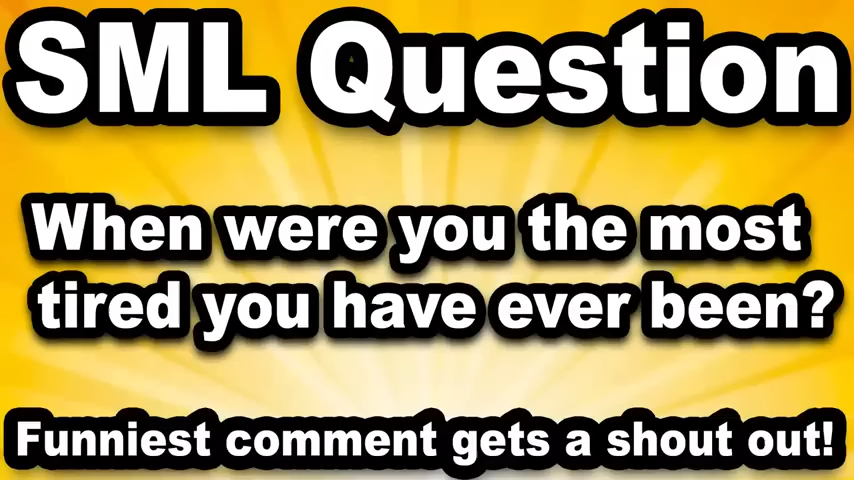 SML Question
When were you the most
tired you have ever been?
Funniest comment gets a shout out!